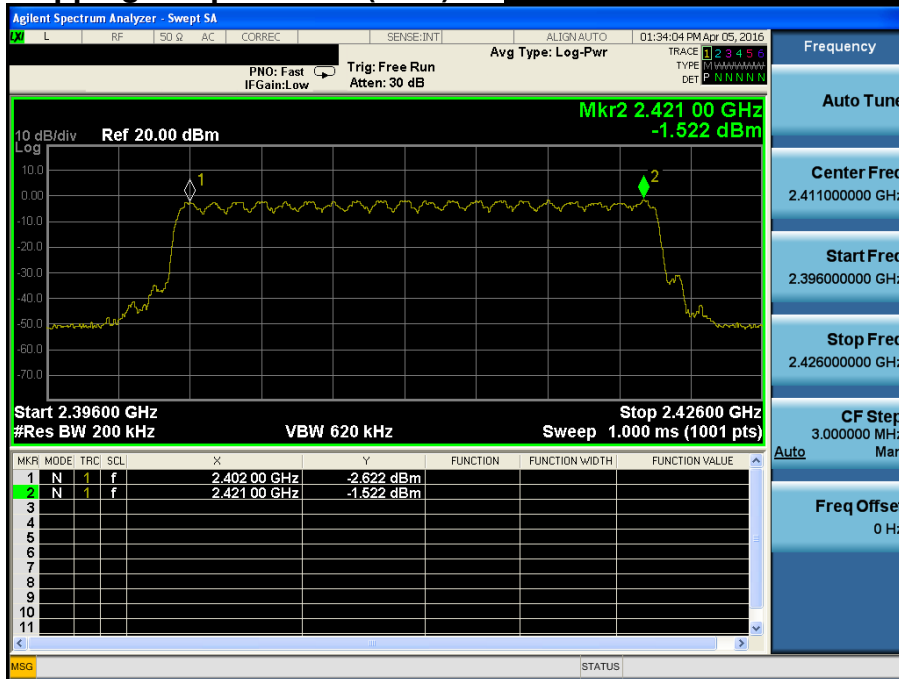 Agilent Spectrum Analyzer - Swept SA
LXI L RF 50 Ω AC CORREC SENSE:INT ALIGN AUTO 01:34:04 PM Apr 05, 2016
Frequency
Avg Type: Log-Pwr
TRACE 1 2 3 4 5 6
TYPE M W W W W W
DET P N N N N N
PNO: Fast
IFGain:Low
Trig: Free Run
Atten: 30 dB
Auto Tune
Mkr2 2.421 00 GHz
-1.522 dBm
10 dB/div Ref 20.00 dBm
Log
10.0
0.00
-10.0
-20.0
-30.0
-40.0
-50.0
-60.0
-70.0
1
2
Center Freq
2.411000000 GHz
Start Freq
2.396000000 GHz
Stop Freq
2.426000000 GHz
Start 2.39600 GHz Stop 2.42600 GHz
#Res BW 200 kHz VBW 620 kHz Sweep 1.000 ms (1001 pts)
CF Step
3.000000 MHz
Auto Man
MKR MODE TRC SCL X Y FUNCTION FUNCTION WIDTH FUNCTION VALUE
1 N 1 f 2.402 00 GHz -2.622 dBm
2 N 1 f 2.421 00 GHz -1.522 dBm
3
4
5
6
7
8
9
10
11
Freq Offset
0 Hz
MSG STATUS